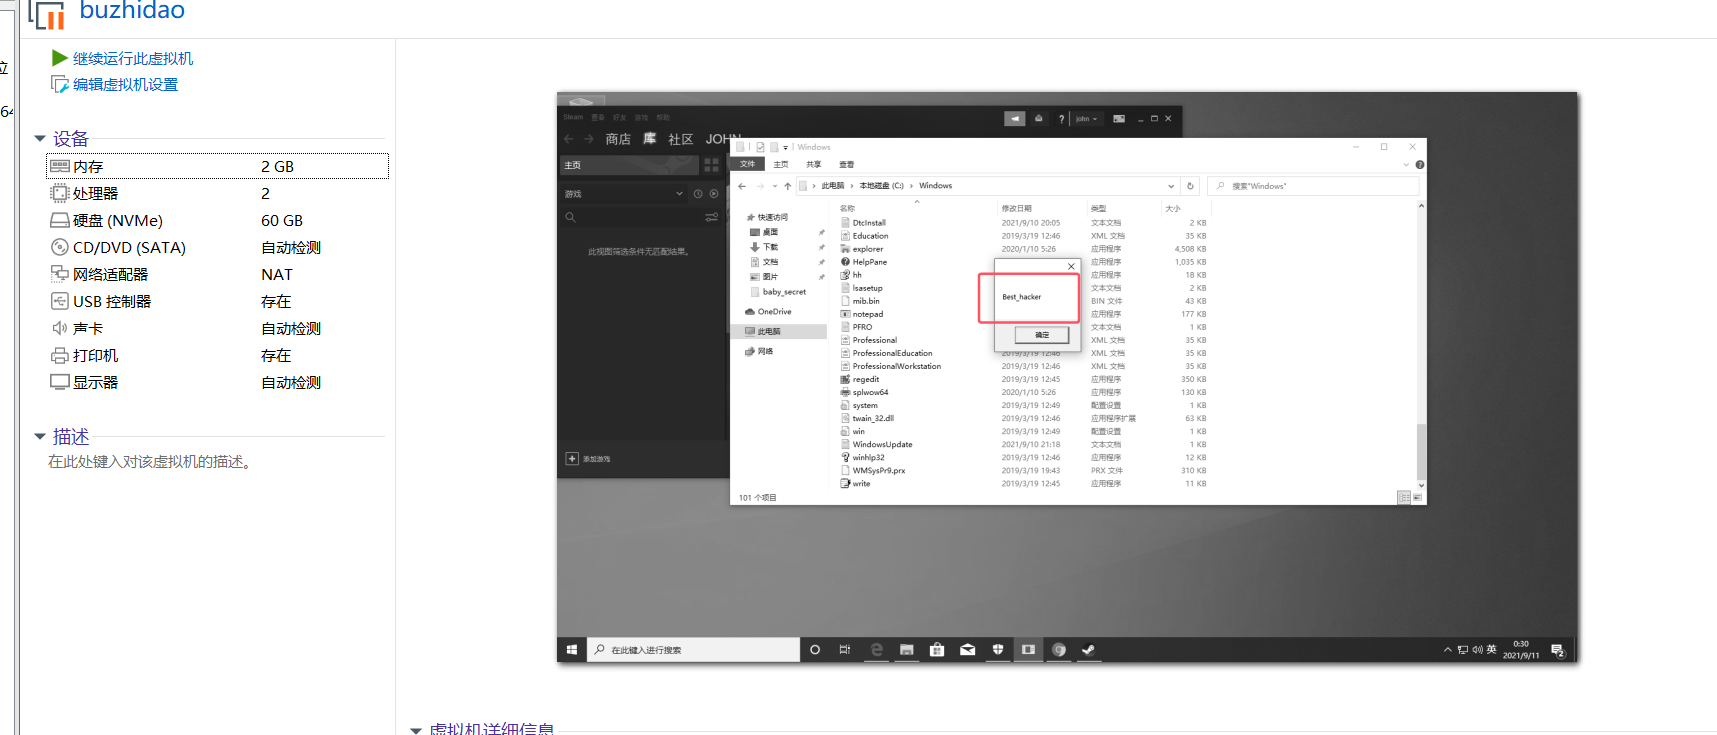 buzhidao
继续运行此虚拟机
编辑虚拟机设置
位
64
设备
内存 2 GB
处理器 2
硬盘 (NVMe) 60 GB
CD/DVD (SATA) 自动检测
网络适配器 NAT
USB 控制器 存在
声卡 自动检测
打印机 存在
显示器 自动检测
描述
在此处键入对该虚拟机的描述。
Steam 查看 好友 游戏 帮助
john
商店 库 社区 JOHN
主页
游戏
此视图筛选条件无匹配结果。
添加游戏
Windows
文件 主页 共享 查看
此电脑 › 本地磁盘 (C:) › Windows
搜索"Windows"
快速访问
桌面
下载
文档
图片
baby_secret
OneDrive
此电脑
网络
名称 修改日期 类型 大小
DtcInstall 2021/9/10 20:05 文本文档 2 KB
Education 2019/3/19 12:46 XML 文档 35 KB
explorer 2020/1/10 5:26 应用程序 4,508 KB
HelpPane 应用程序 1,035 KB
hh 应用程序 18 KB
lsasetup 文本文档 2 KB
mib.bin BIN 文件 43 KB
notepad 应用程序 177 KB
PFRO 文本文档 1 KB
Professional XML 文档 35 KB
ProfessionalEducation 2019/3/19 12:46 XML 文档 35 KB
ProfessionalWorkstation 2019/3/19 12:46 XML 文档 35 KB
regedit 2019/3/19 12:45 应用程序 350 KB
splwow64 2020/1/10 5:26 应用程序 130 KB
system 2019/3/19 12:49 配置设置 1 KB
twain_32.dll 2019/3/19 12:46 应用程序扩展 63 KB
win 2019/3/19 12:49 配置设置 1 KB
WindowsUpdate 2021/9/10 21:18 文本文档 1 KB
winhlp32 2019/3/19 12:46 应用程序 12 KB
WMSysPr9.prx 2019/3/19 19:43 PRX 文件 310 KB
write 2019/3/19 12:45 应用程序 11 KB
101 个项目
Best_hacker
确定
在此键入进行搜索
英
0:30
2021/9/11
2
虚拟机详细信息